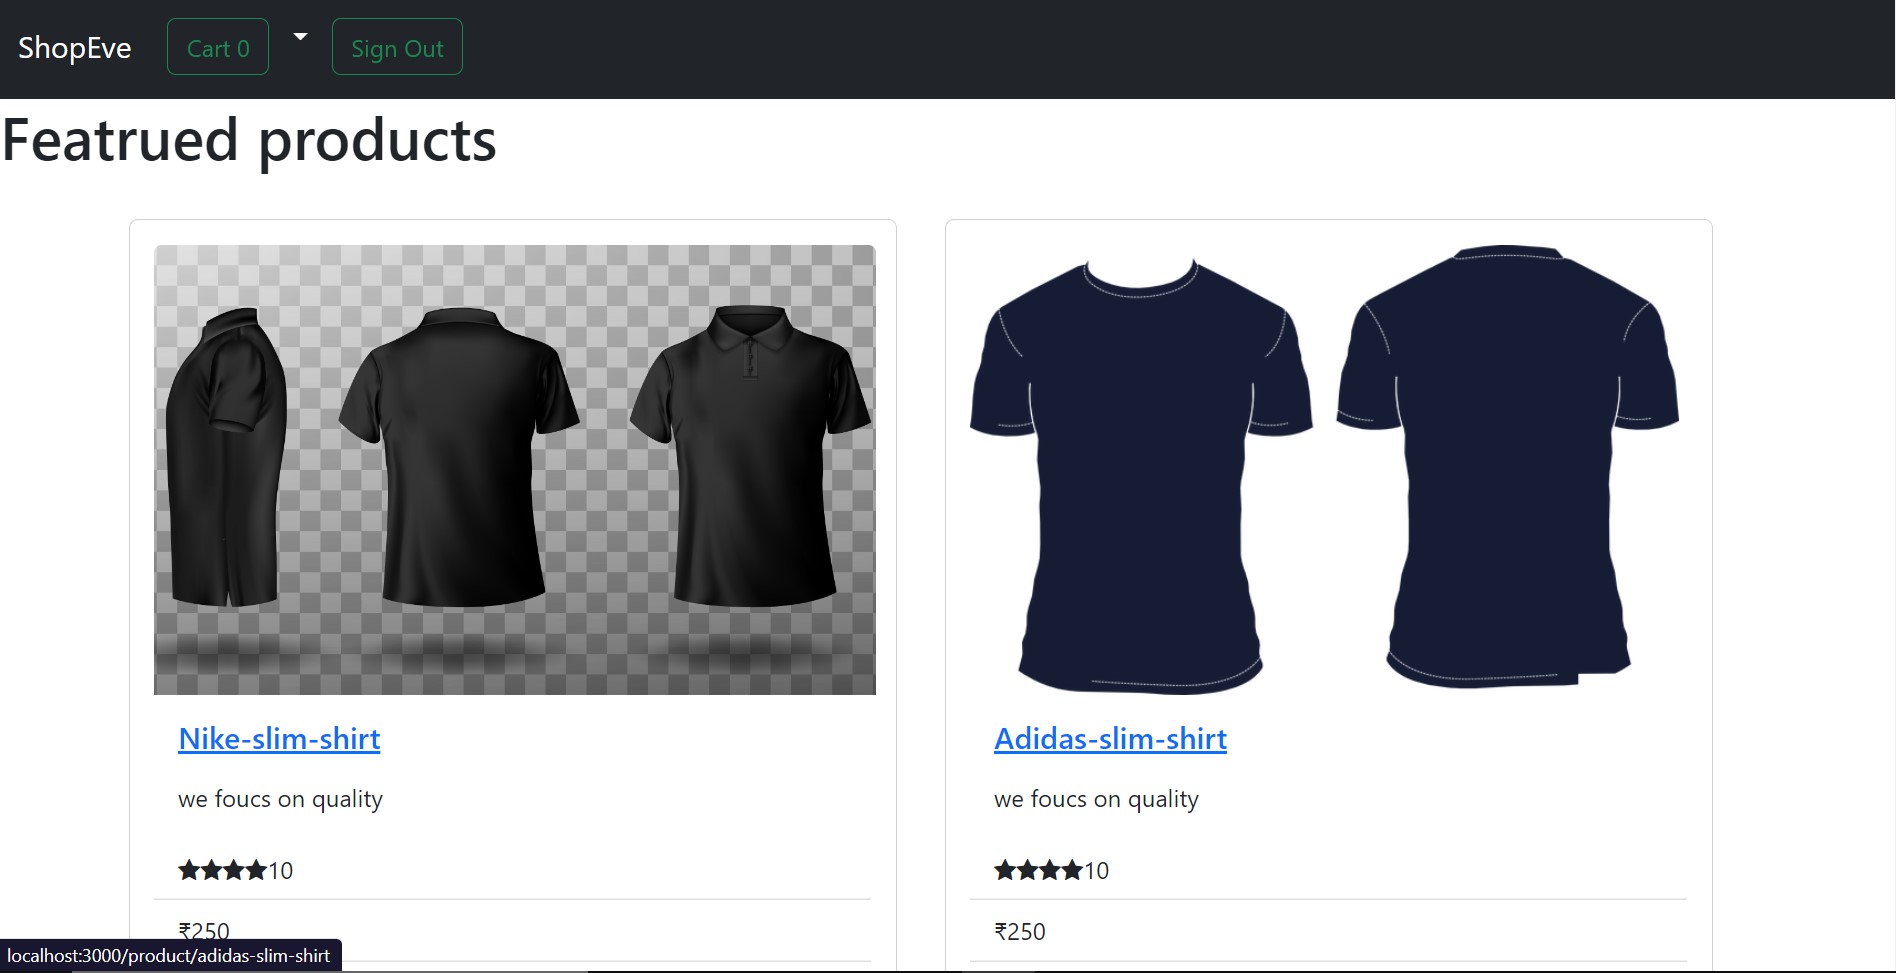 ShopEve Cart 0 Sign Out
Featrued products
Nike-slim-shirt
we foucs on quality
10
₹250
Adidas-slim-shirt
we foucs on quality
10
₹250
localhost:3000/product/adidas-slim-shirt